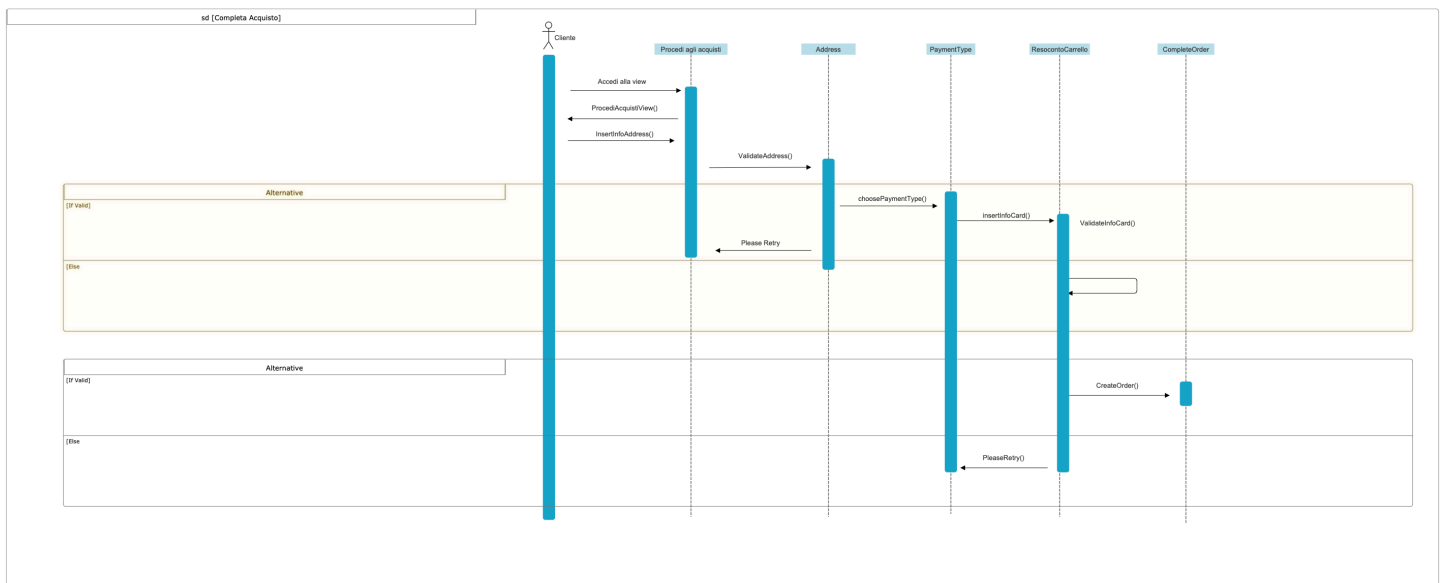 sd [Completa Acquisto]
Cliente
Procedi agli acquisti
Address
PaymentType
ResocontoCarrello
CompleteOrder
Accedi alla view
ProcediAcquistiView()
InsertInfoAddress()
ValidateAddress()
Alternative
[If Valid]
choosePaymentType()
insertInfoCard()
ValidateInfoCard()
Please Retry
[Else
Alternative
[If Valid]
CreateOrder()
[Else
PleaseRetry()